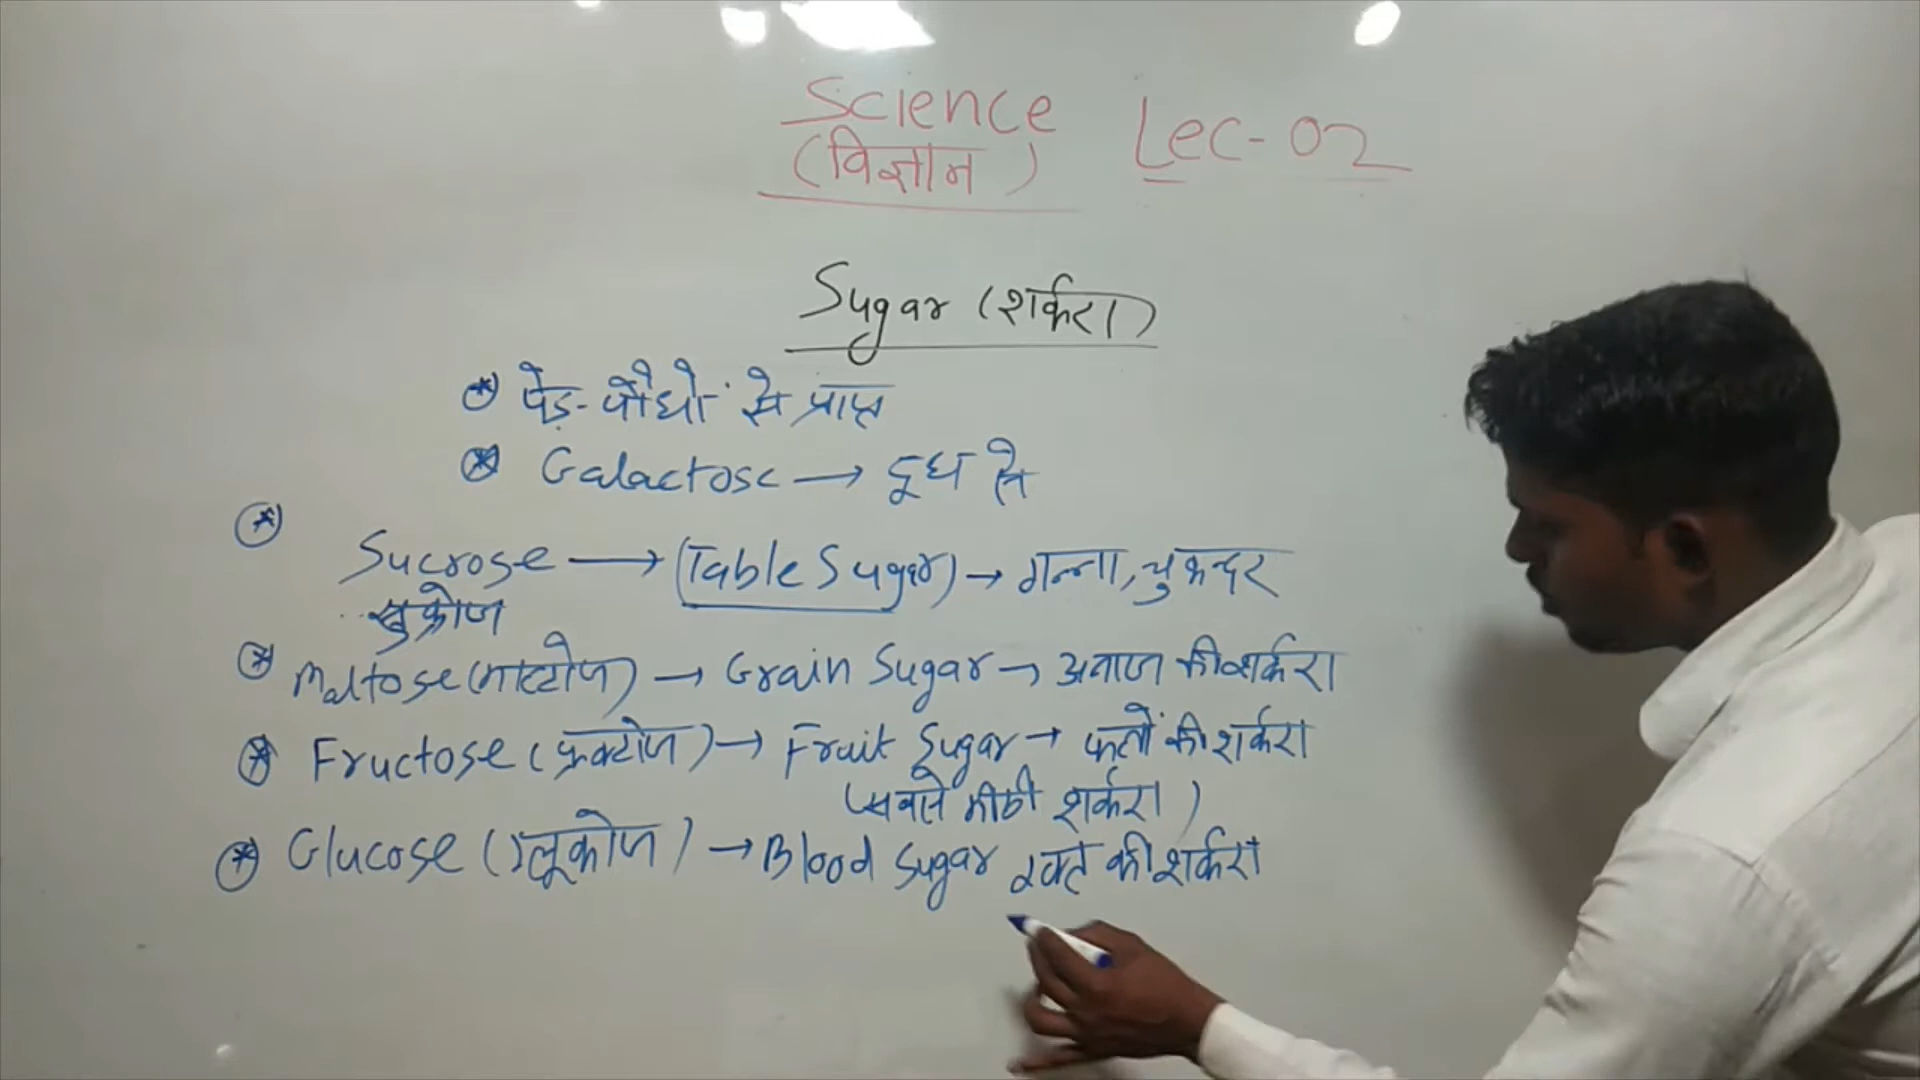 Science Lec-02
(विज्ञान)
Sugar (शर्करा)
पेड़-पौधों से प्राप्त
Galactose → दूध से
Sucrose → (Table Sugar) → गन्ना, चुकन्दर
सुक्रोज
Maltose (माल्टोज) → Grain Sugar → अनाज की शर्करा
Fructose (फ्रक्टोज) → Fruit Sugar → फलों की शर्करा
(सबसे मीठी शर्करा)
Glucose (ग्लूकोज) → Blood Sugar रक्त की शर्करा